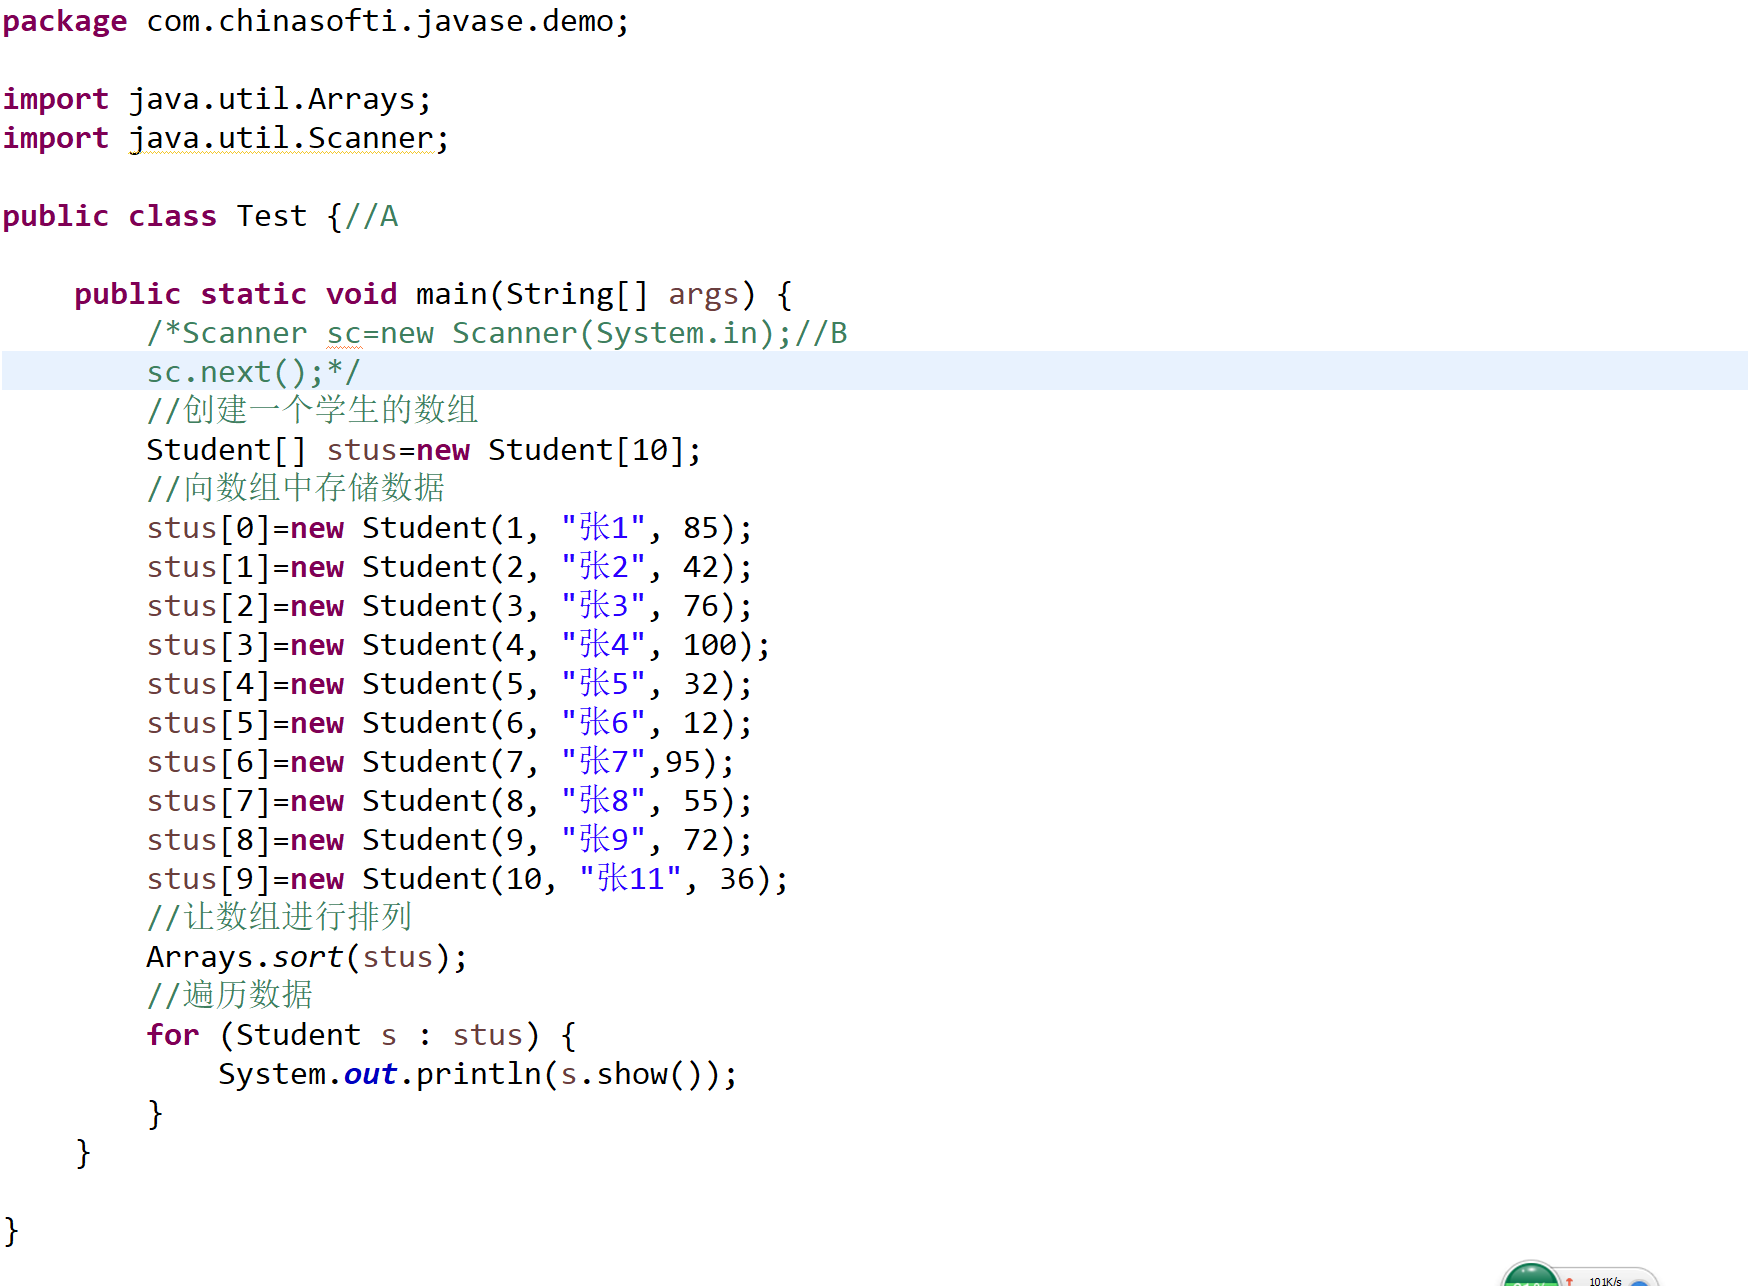 package com.chinasofti.javase.demo;
import java.util.Arrays;
import java.util.Scanner;
public class Test {//A
public static void main(String[] args) {
/*Scanner sc=new Scanner(System.in);//B
sc.next();*/
//创建一个学生的数组
Student[] stus=new Student[10];
//向数组中存储数据
stus[0]=new Student(1, "张1", 85);
stus[1]=new Student(2, "张2", 42);
stus[2]=new Student(3, "张3", 76);
stus[3]=new Student(4, "张4", 100);
stus[4]=new Student(5, "张5", 32);
stus[5]=new Student(6, "张6", 12);
stus[6]=new Student(7, "张7",95);
stus[7]=new Student(8, "张8", 55);
stus[8]=new Student(9, "张9", 72);
stus[9]=new Student(10, "张11", 36);
//让数组进行排列
Arrays.sort(stus);
//遍历数据
for (Student s : stus) {
System.out.println(s.show());
}
}
}
101K/s